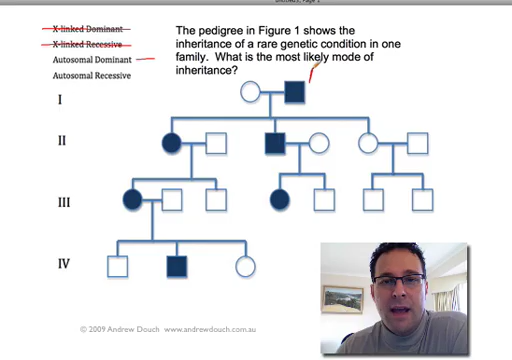 X-linked Dominant
X-linked Recessive
Autosomal Dominant
Autosomal Recessive
The pedigree in Figure 1 shows the
inheritance of a rare genetic condition in one
family. What is the most likely mode of
inheritance?
I
II
III
IV
© 2009 Andrew Douch www.andrewdouch.com.au